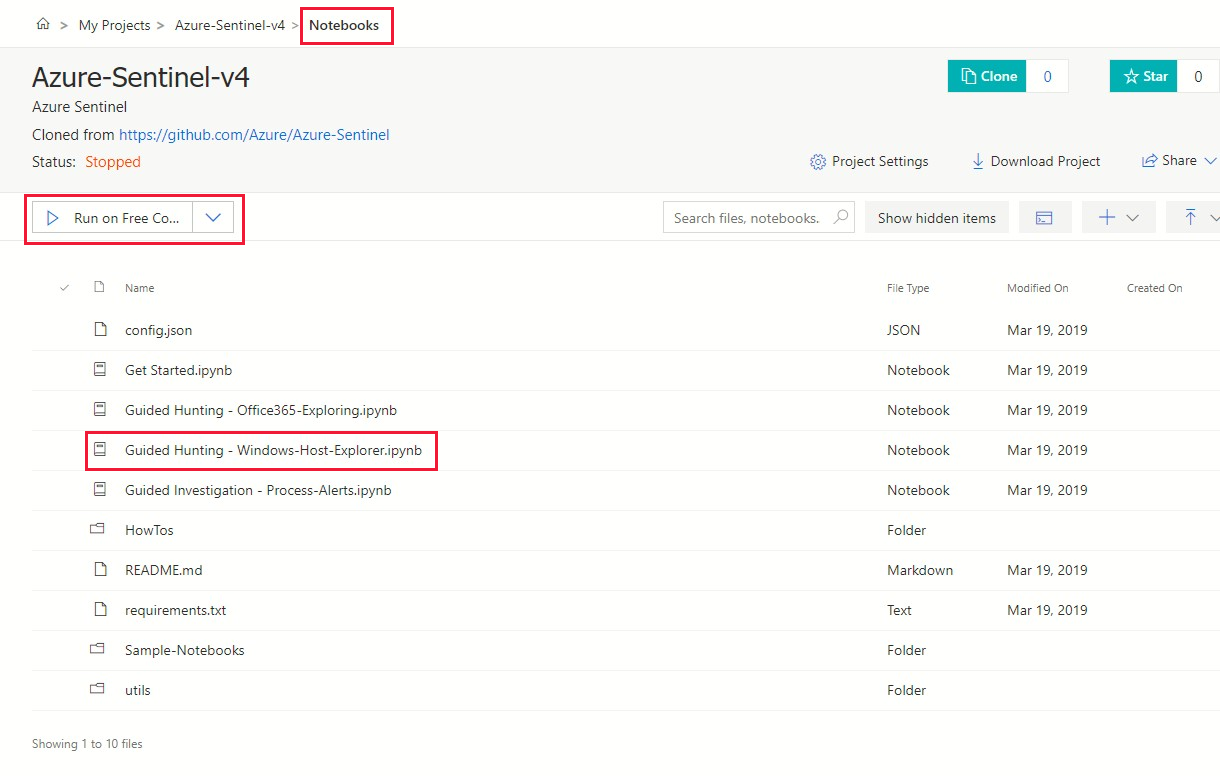 > My Projects > Azure-Sentinel-v4 > Notebooks
Azure-Sentinel-v4
Clone 0
Star 0
Azure Sentinel
Cloned from https://github.com/Azure/Azure-Sentinel
Status: Stopped
Project Settings
Download Project
Share
Run on Free Co...
Search files, notebooks.
Show hidden items
Name File Type Modified On Created On
config.json JSON Mar 19, 2019
Get Started.ipynb Notebook Mar 19, 2019
Guided Hunting - Office365-Exploring.ipynb Notebook Mar 19, 2019
Guided Hunting - Windows-Host-Explorer.ipynb Notebook Mar 19, 2019
Guided Investigation - Process-Alerts.ipynb Notebook Mar 19, 2019
HowTos Folder
README.md Markdown Mar 19, 2019
requirements.txt Text Mar 19, 2019
Sample-Notebooks Folder
utils Folder
Showing 1 to 10 files